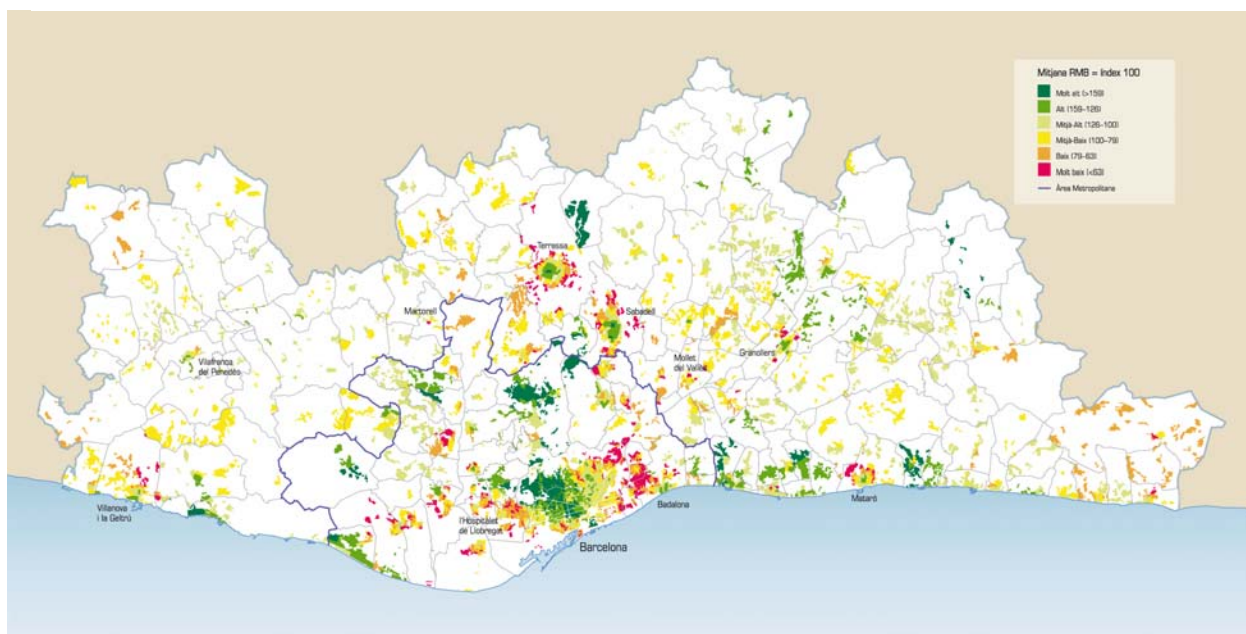 Mitjana RMB = Index 100
Molt alt (>159)
Alt (159-126)
Mitjà-Alt (126-100)
Mitjà-Baix (100-79)
Baix (79-63)
Molt baix (<63)
Àrea Metropolitana
Terrassa
Martorell
Sabadell
Vilafranca
del Penedès
Mollet
del Vallès
Granollers
Vilanova
i la Geltrú
l'Hospitalet
de Llobregat
Badalona
Mataró
Barcelona